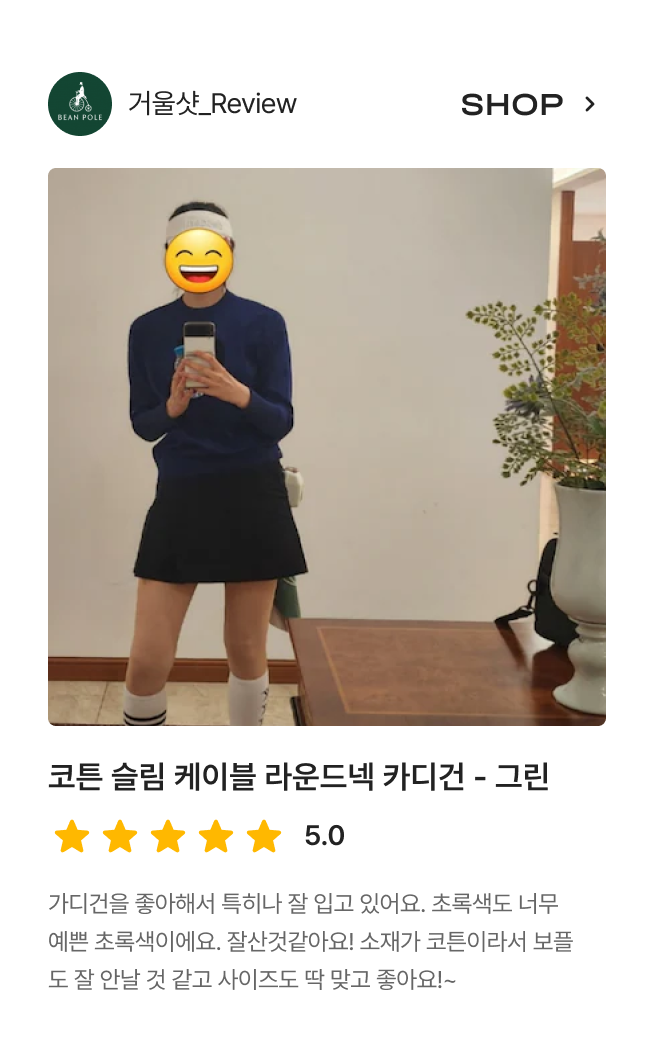 BEAN POLE
거울샷_Review
SHOP
코튼 슬림 케이블 라운드넥 카디건 - 그린
5.0
가디건을 좋아해서 특히나 잘 입고 있어요. 초록색도 너무
예쁜 초록색이에요. 잘산것같아요! 소재가 코튼이라서 보플
도 잘 안날 것 같고 사이즈도 딱 맞고 좋아요!~